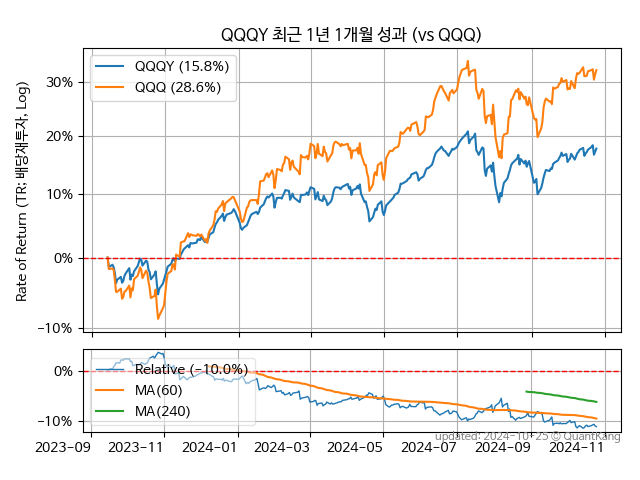 QQQY 최근 1년 1개월 성과 (vs QQQ)
Rate of Return (TR: 배당재투자, Log)
30%
20%
10%
0%
−10%
QQQY (15.8%)
QQQ (28.6%)
0%
−10%
Relative (−10.0%)
MA(60)
MA(240)
updated: 2024-10-25 © QuantKang
2023-09
2023-11
2024-01
2024-03
2024-05
2024-07
2024-09
2024-11